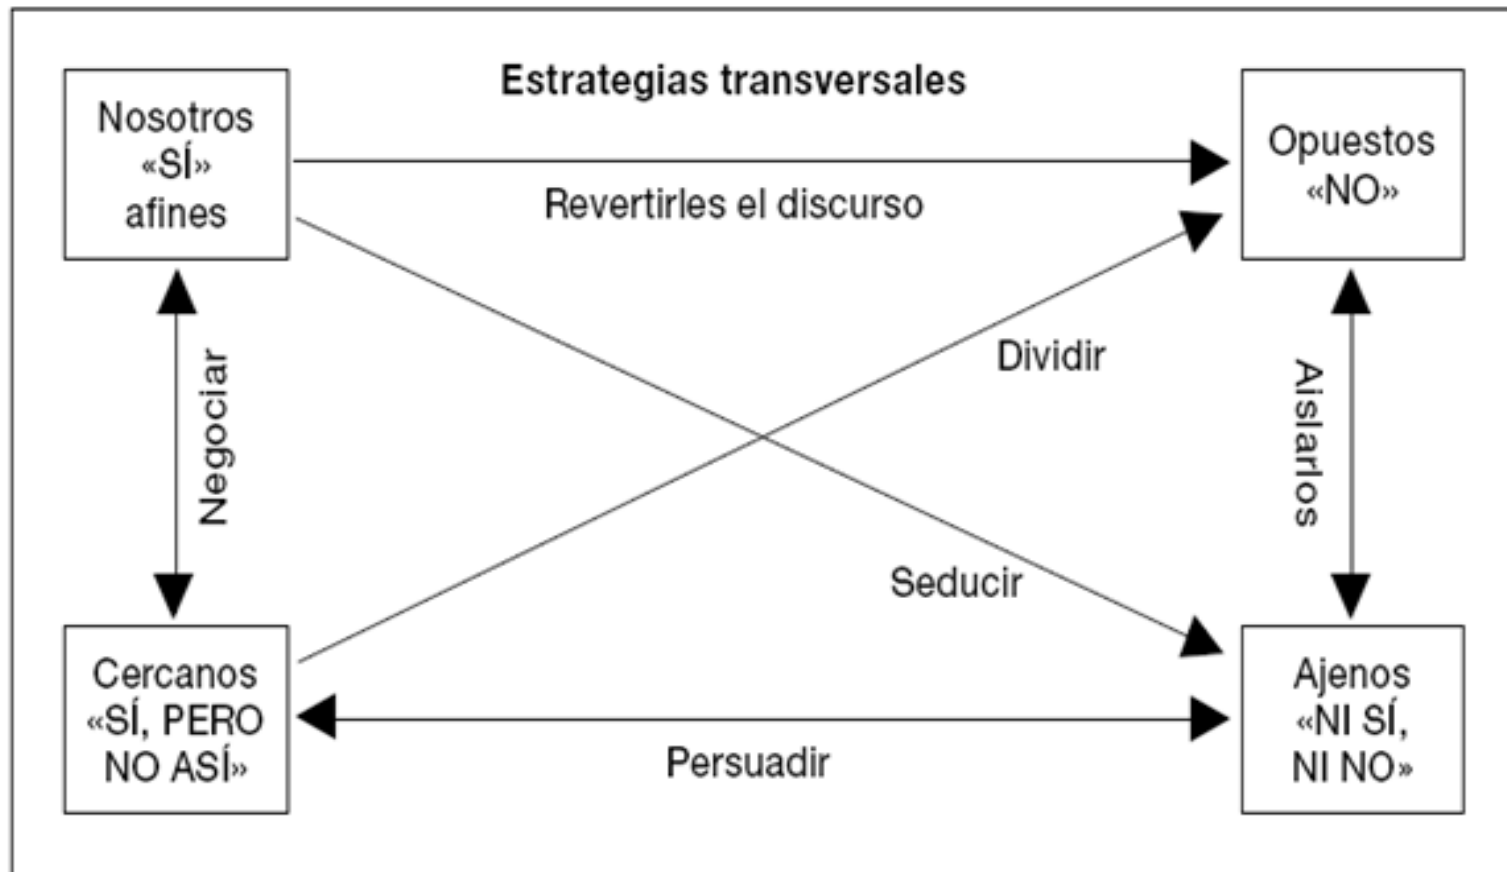 Estrategias transversales
Nosotros
«SÍ»
afines
Opuestos
«NO»
Revertirles el discurso
Dividir
Negociar
Aislarlos
Seducir
Cercanos
«SÍ, PERO
NO ASÍ»
Persuadir
Ajenos
«NI SÍ,
NI NO»